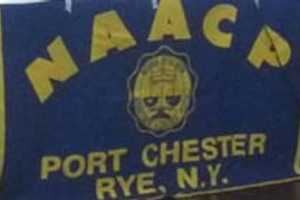 NAACP
PORT CHESTER
RYE, N.Y.